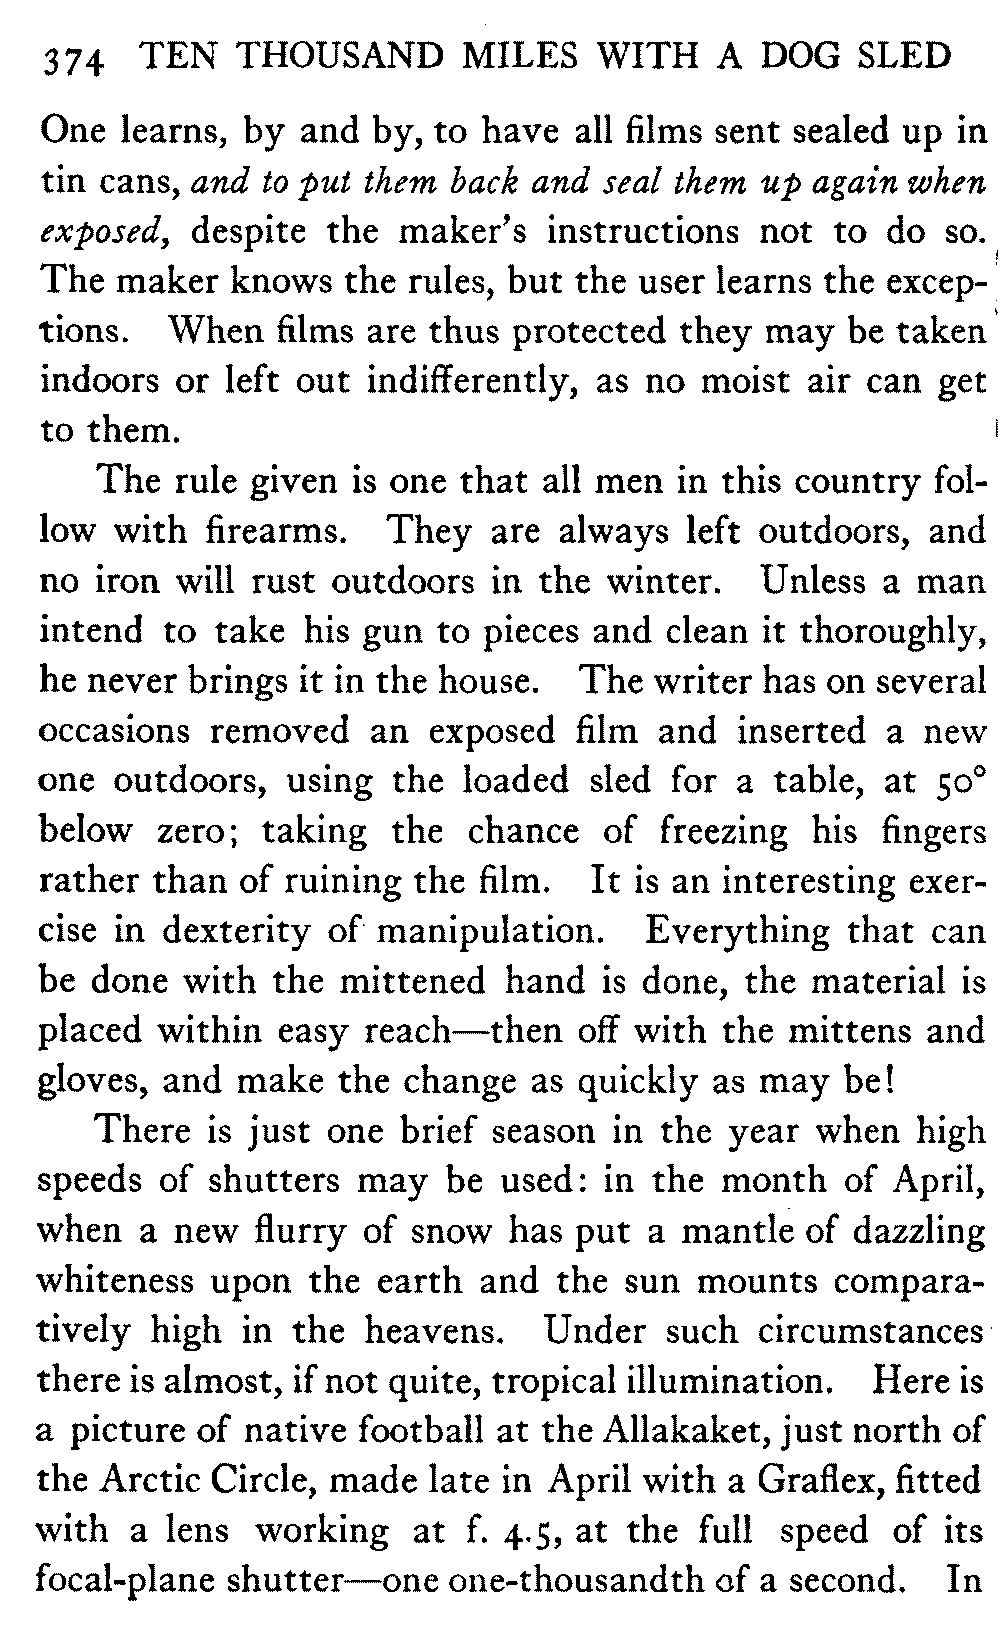 374 TEN THOUSAND MILES WITH A DOG SLED
One learns, by and by, to have all films sent sealed up in
tin cans, and to put them back and seal them up again when
exposed, despite the maker's instructions not to do so.
The maker knows the rules, but the user learns the excep-
tions. When films are thus protected they may be taken
indoors or left out indifferently, as no moist air can get
to them.
The rule given is one that all men in this country fol-
low with firearms. They are always left outdoors, and
no iron will rust outdoors in the winter. Unless a man
intend to take his gun to pieces and clean it thoroughly,
he never brings it in the house. The writer has on several
occasions removed an exposed film and inserted a new
one outdoors, using the loaded sled for a table, at 50°
below zero; taking the chance of freezing his fingers
rather than of ruining the film. It is an interesting exer-
cise in dexterity of manipulation. Everything that can
be done with the mittened hand is done, the material is
placed within easy reach—then off with the mittens and
gloves, and make the change as quickly as may be!
There is just one brief season in the year when high
speeds of shutters may be used: in the month of April,
when a new flurry of snow has put a mantle of dazzling
whiteness upon the earth and the sun mounts compara-
tively high in the heavens. Under such circumstances
there is almost, if not quite, tropical illumination. Here is
a picture of native football at the Allakaket, just north of
the Arctic Circle, made late in April with a Graflex, fitted
with a lens working at f. 4.5, at the full speed of its
focal-plane shutter—one one-thousandth of a second. In